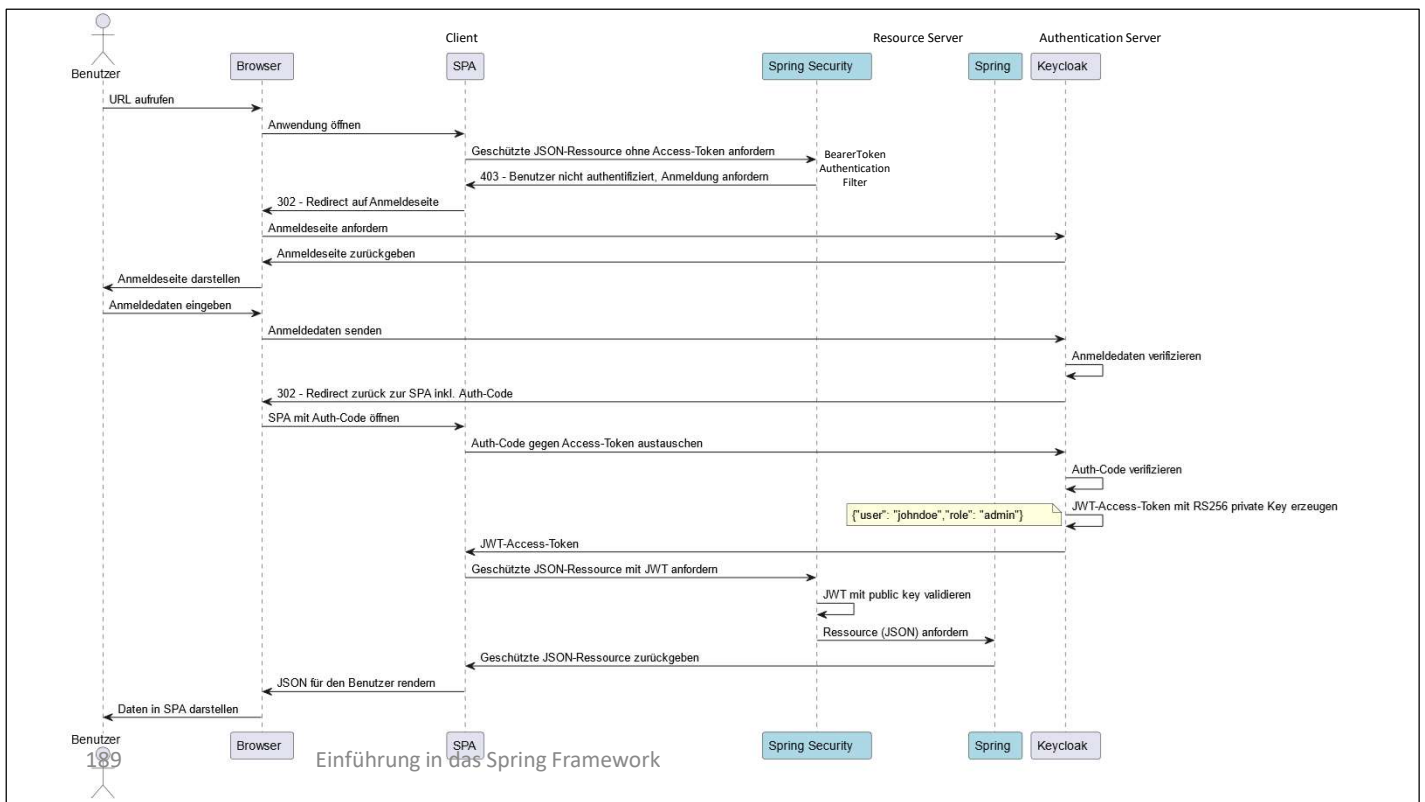 Client
Resource Server
Authentication Server
Benutzer
Browser
SPA
Spring Security
Spring
Keycloak
URL aufrufen
Anwendung öffnen
Geschützte JSON-Ressource ohne Access-Token anfordern
BearerToken
Authentication
Filter
403 - Benutzer nicht authentifiziert, Anmeldung anfordern
302 - Redirect auf Anmeldeseite
Anmeldeseite anfordern
Anmeldeseite zurückgeben
Anmeldeseite darstellen
Anmeldedaten eingeben
Anmeldedaten senden
Anmeldedaten verifizieren
302 - Redirect zurück zur SPA inkl. Auth-Code
SPA mit Auth-Code öffnen
Auth-Code gegen Access-Token austauschen
Auth-Code verifizieren
{"user": "johndoe","role": "admin"}
JWT-Access-Token mit RS256 private Key erzeugen
JWT-Access-Token
Geschützte JSON-Ressource mit JWT anfordern
JWT mit public key validieren
Ressource (JSON) anfordern
Geschützte JSON-Ressource zurückgeben
JSON für den Benutzer rendern
Daten in SPA darstellen
Benutzer
Browser
SPA
Spring Security
Spring
Keycloak
189
Einführung in das Spring Framework